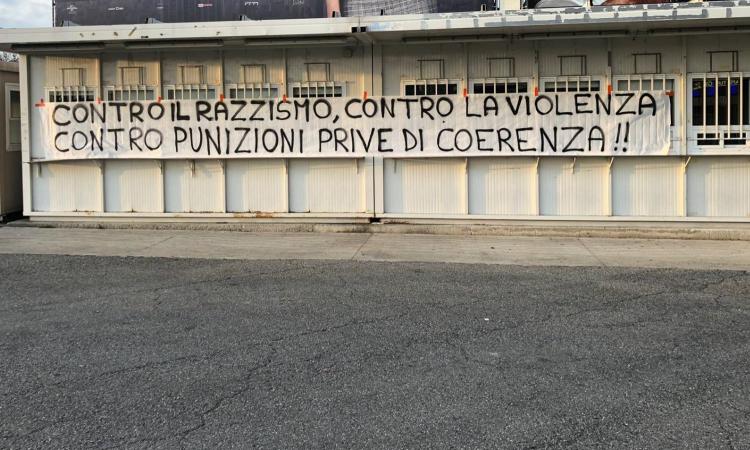 CONTRO IL RAZZISMO, CONTRO LA VIOLENZA
CONTRO PUNIZIONI PRIVE DI COERENZA!!